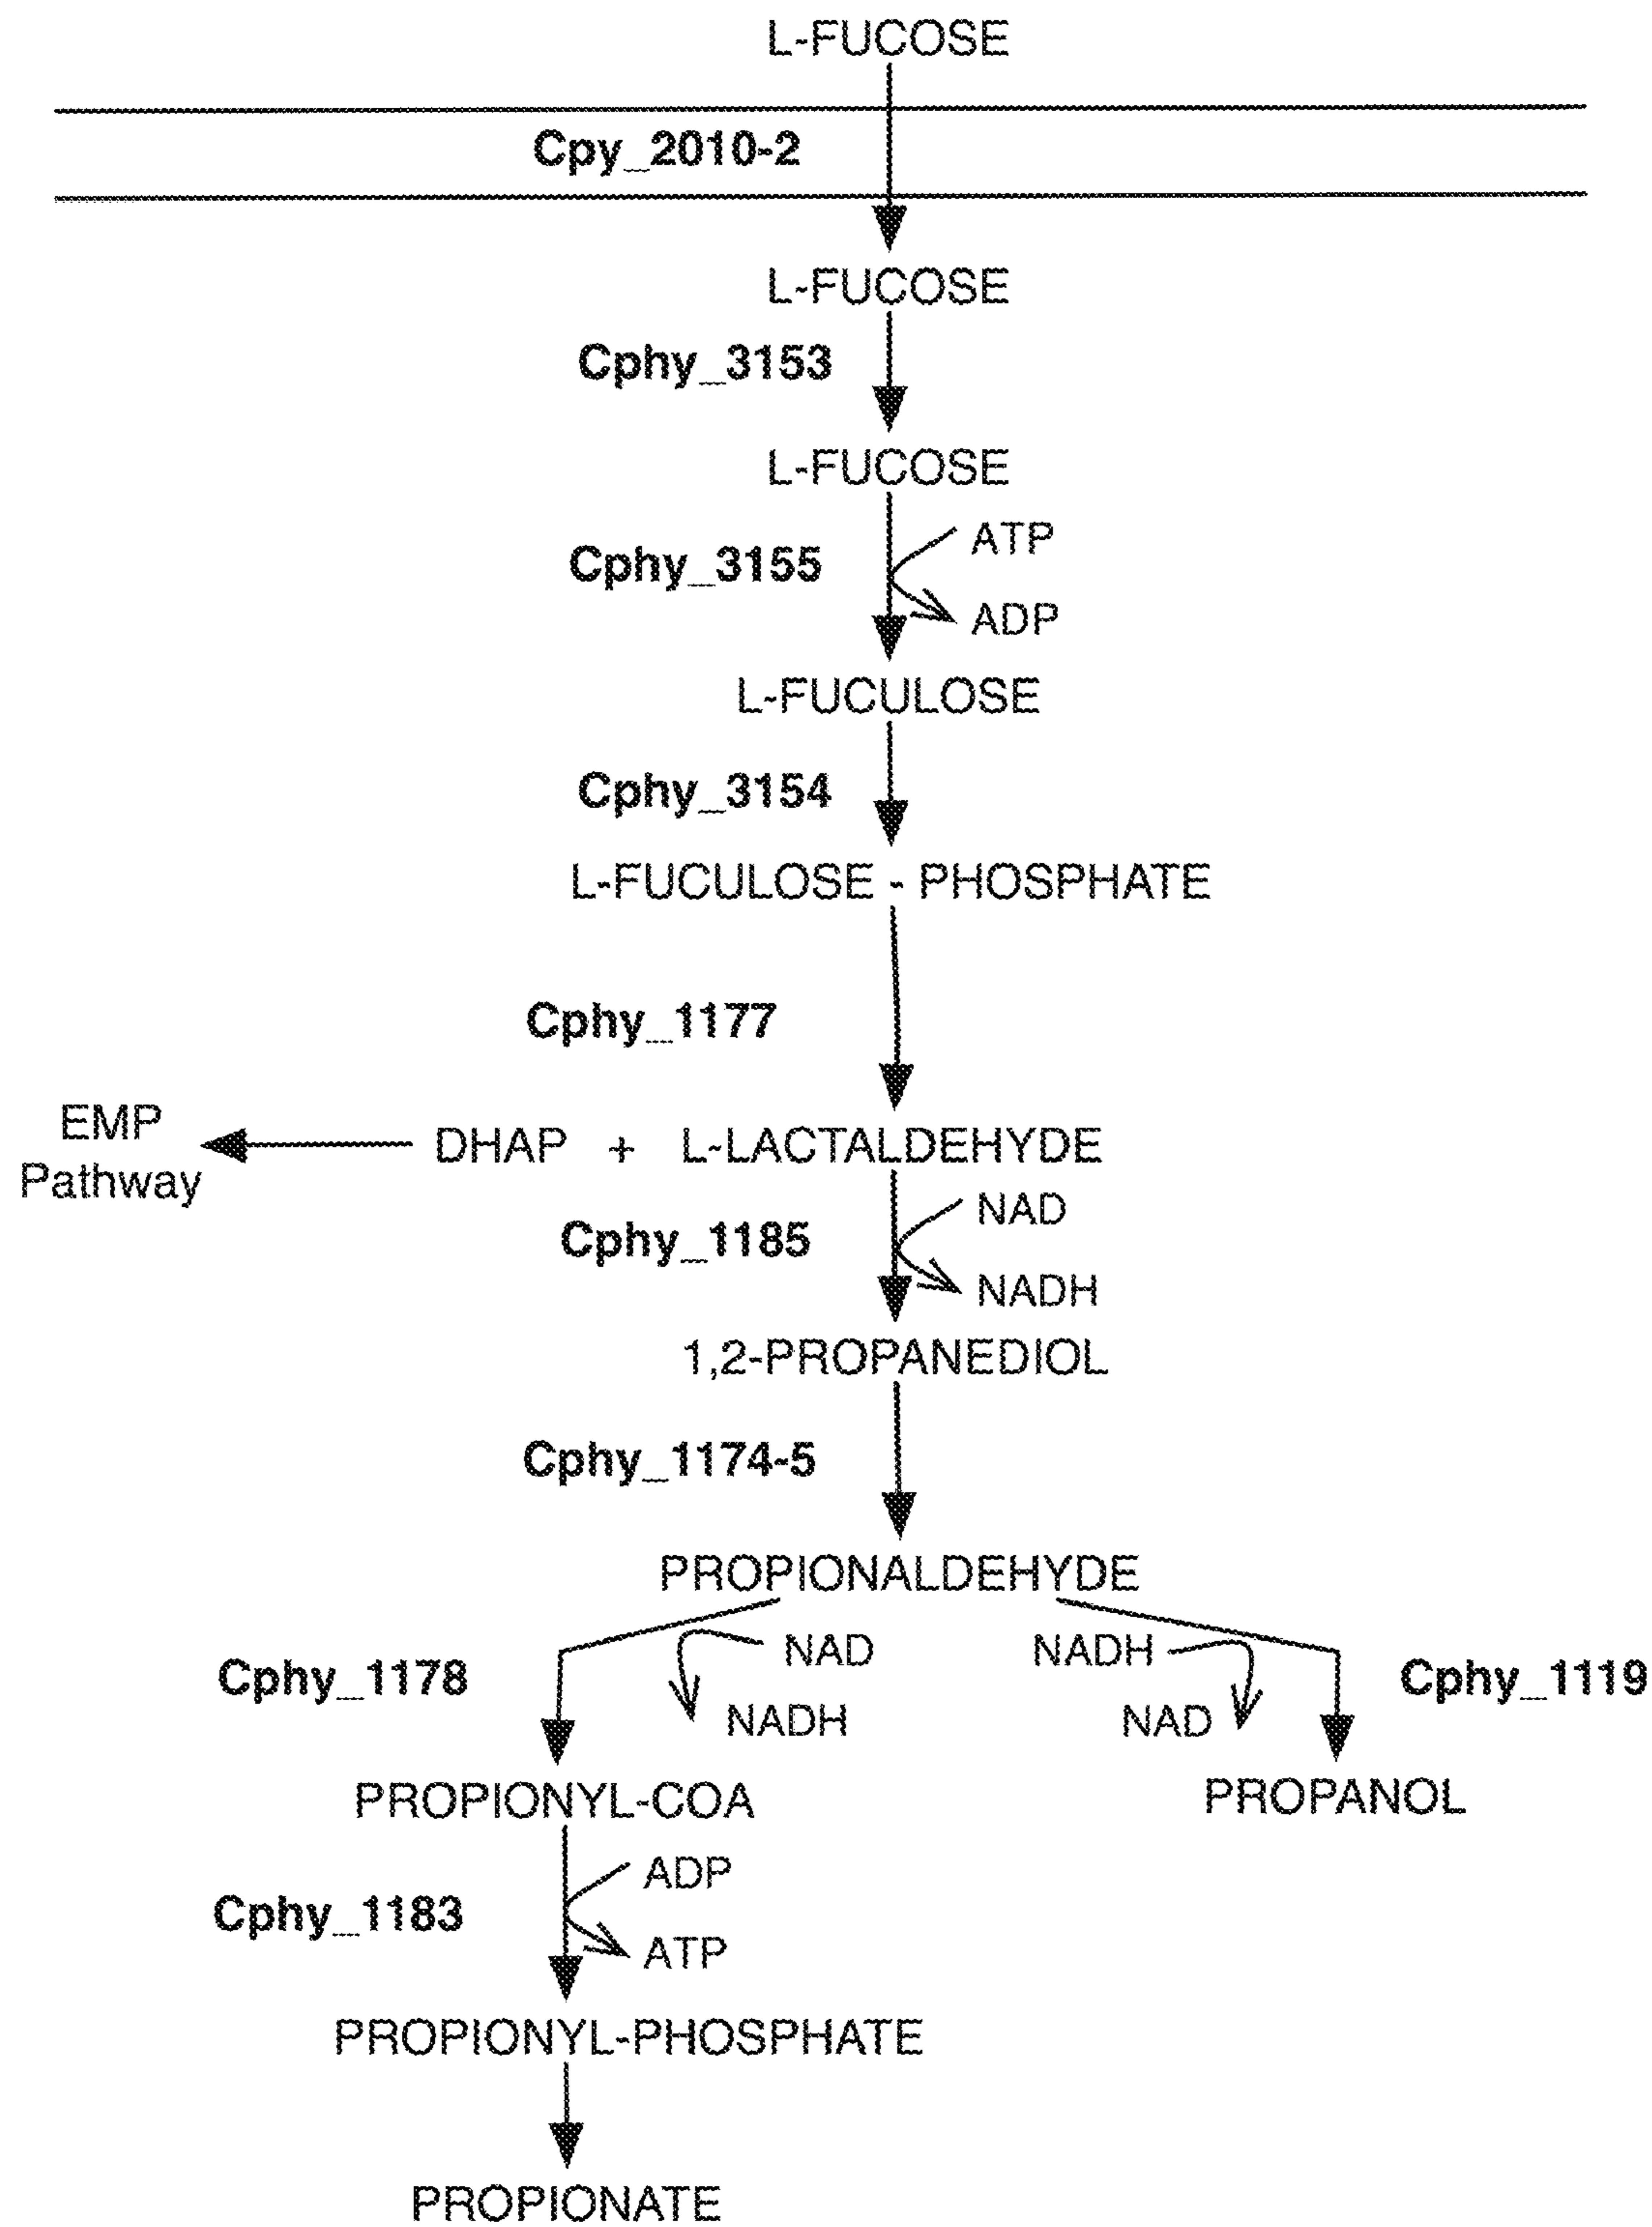 L-FUCOSE
Cpy_2010-2
L-FUCOSE
Cphy_3153
L-FUCOSE
ATP
Cphy_3155
ADP
L-FUCULOSE
Cphy_3154
L-FUCULOSE - PHOSPHATE
Cphy_1177
EMP
Pathway
DHAP + L-LACTALDEHYDE
NAD
Cphy_1185
NADH
1,2-PROPANEDIOL
Cphy_1174-5
PROPIONALDEHYDE
NAD
NADH
Cphy_1178
Cphy_1119
NADH
NAD
PROPIONYL-COA
PROPANOL
ADP
Cphy_1183
ATP
PROPIONYL-PHOSPHATE
PROPIONATE